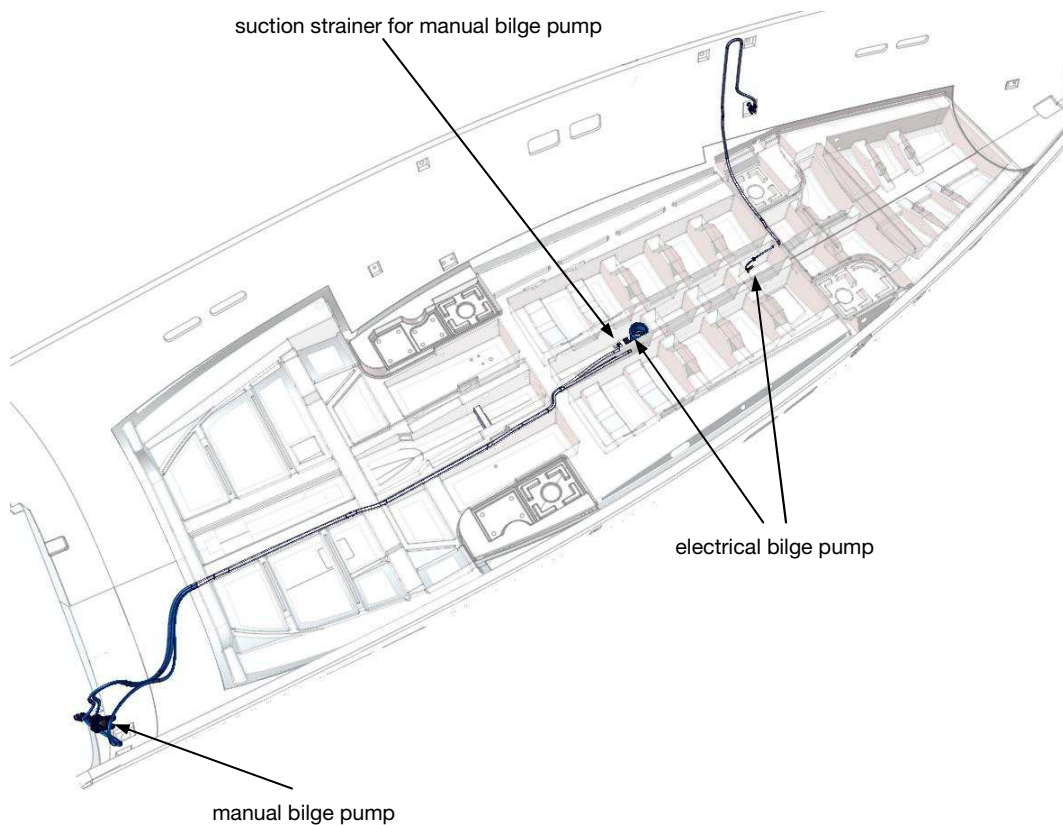 suction strainer for manual bilge pump
electrical bilge pump
manual bilge pump